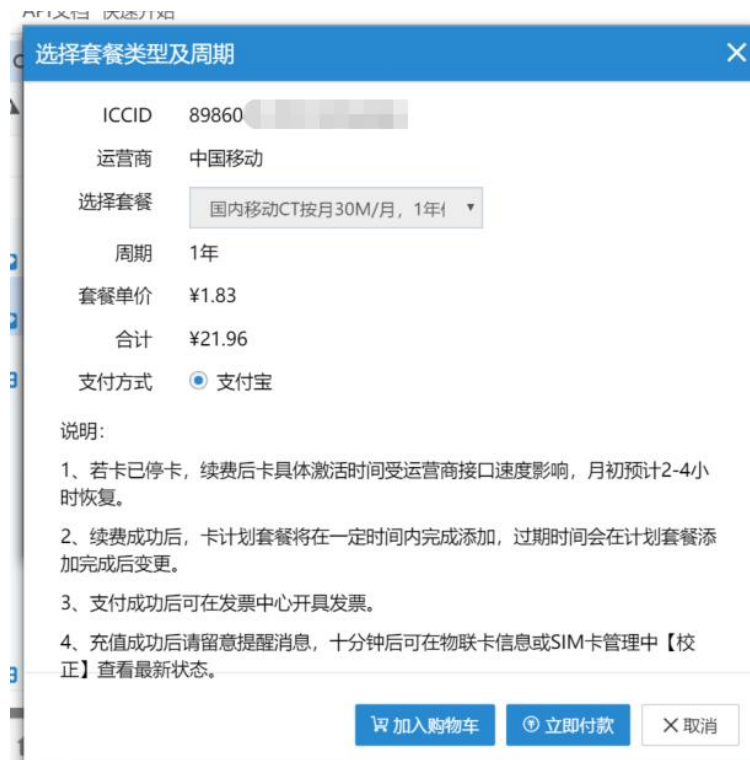 API文档 快速开始
选择套餐类型及周期
ICCID 89860
运营商 中国移动
选择套餐 国内移动CT按月30M/月，1年
周期 1年
套餐单价 ¥1.83
合计 ¥21.96
支付方式 支付宝
说明：
1、若卡已停卡，续费后卡具体激活时间受运营商接口速度影响，月初预计2-4小
时恢复。
2、续费成功后，卡计划套餐将在一定时间内完成添加，过期时间会在计划套餐添
加完成后变更。
3、支付成功后可在发票中心开具发票。
4、充值成功后请留意提醒消息，十分钟后可在物联卡信息或SIM卡管理中【校
正】查看最新状态。
加入购物车 立即付款 取消